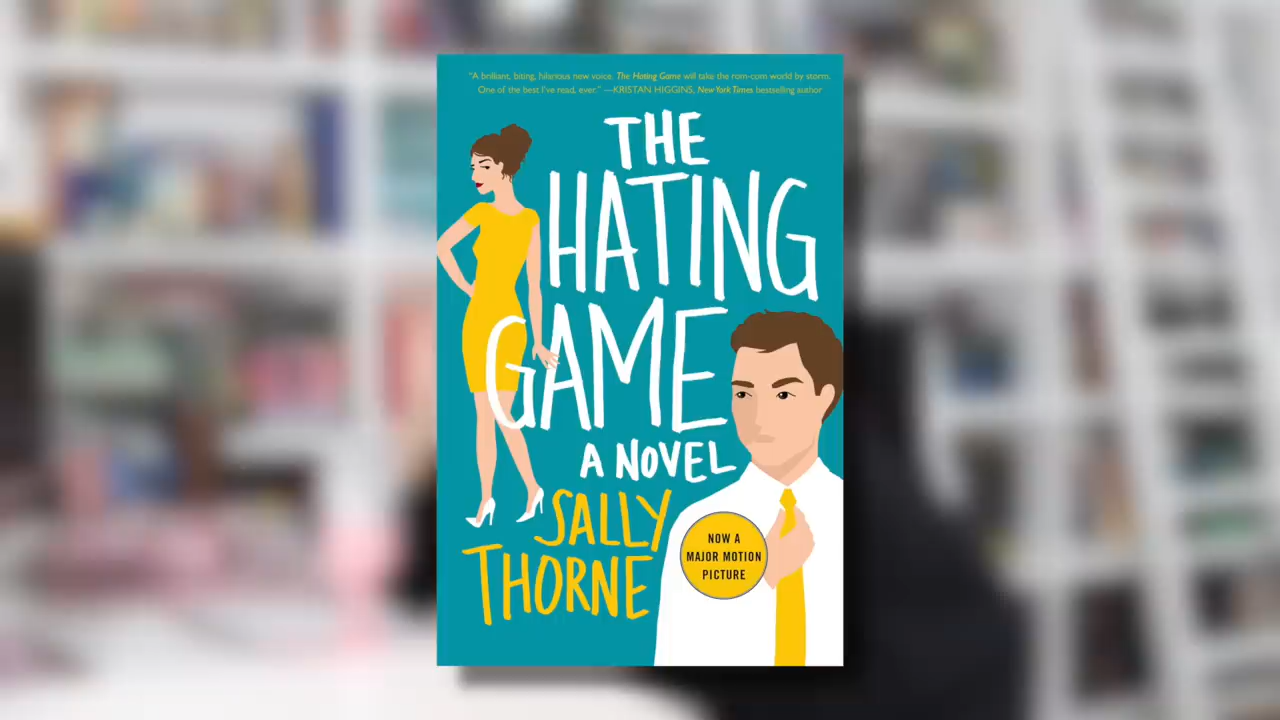 "A brilliant, biting, hilarious new voice. The Hating Game will take the rom-com world by storm.
One of the best I've read, ever." —KRISTAN HIGGINS, New York Times bestselling author
THE
HATING
GAME
A NOVEL
SALLY
THORNE
NOW A
MAJOR MOTION
PICTURE